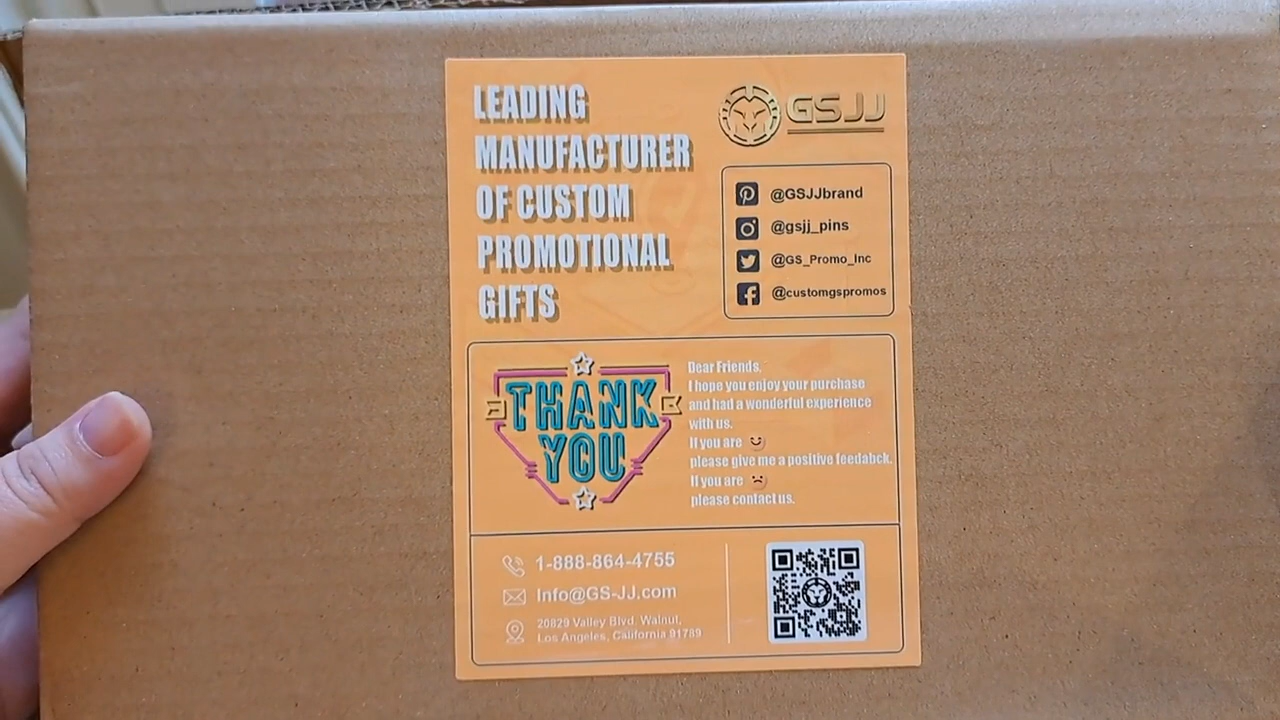 LEADING
MANUFACTURER
OF CUSTOM
PROMOTIONAL
GIFTS
GSJJ
@GSJJbrand
@gsjj_pins
@GS_Promo_Inc
@customgspromos
THANK
YOU
Dear Friends,
I hope you enjoy your purchase
and had a wonderful experience
with us.
If you are
please give me a positive feedabck.
If you are
please contact us.
1-888-864-4755
Info@GS-JJ.com
20829 Valley Blvd. Walnut,
Los Angeles, California 91789